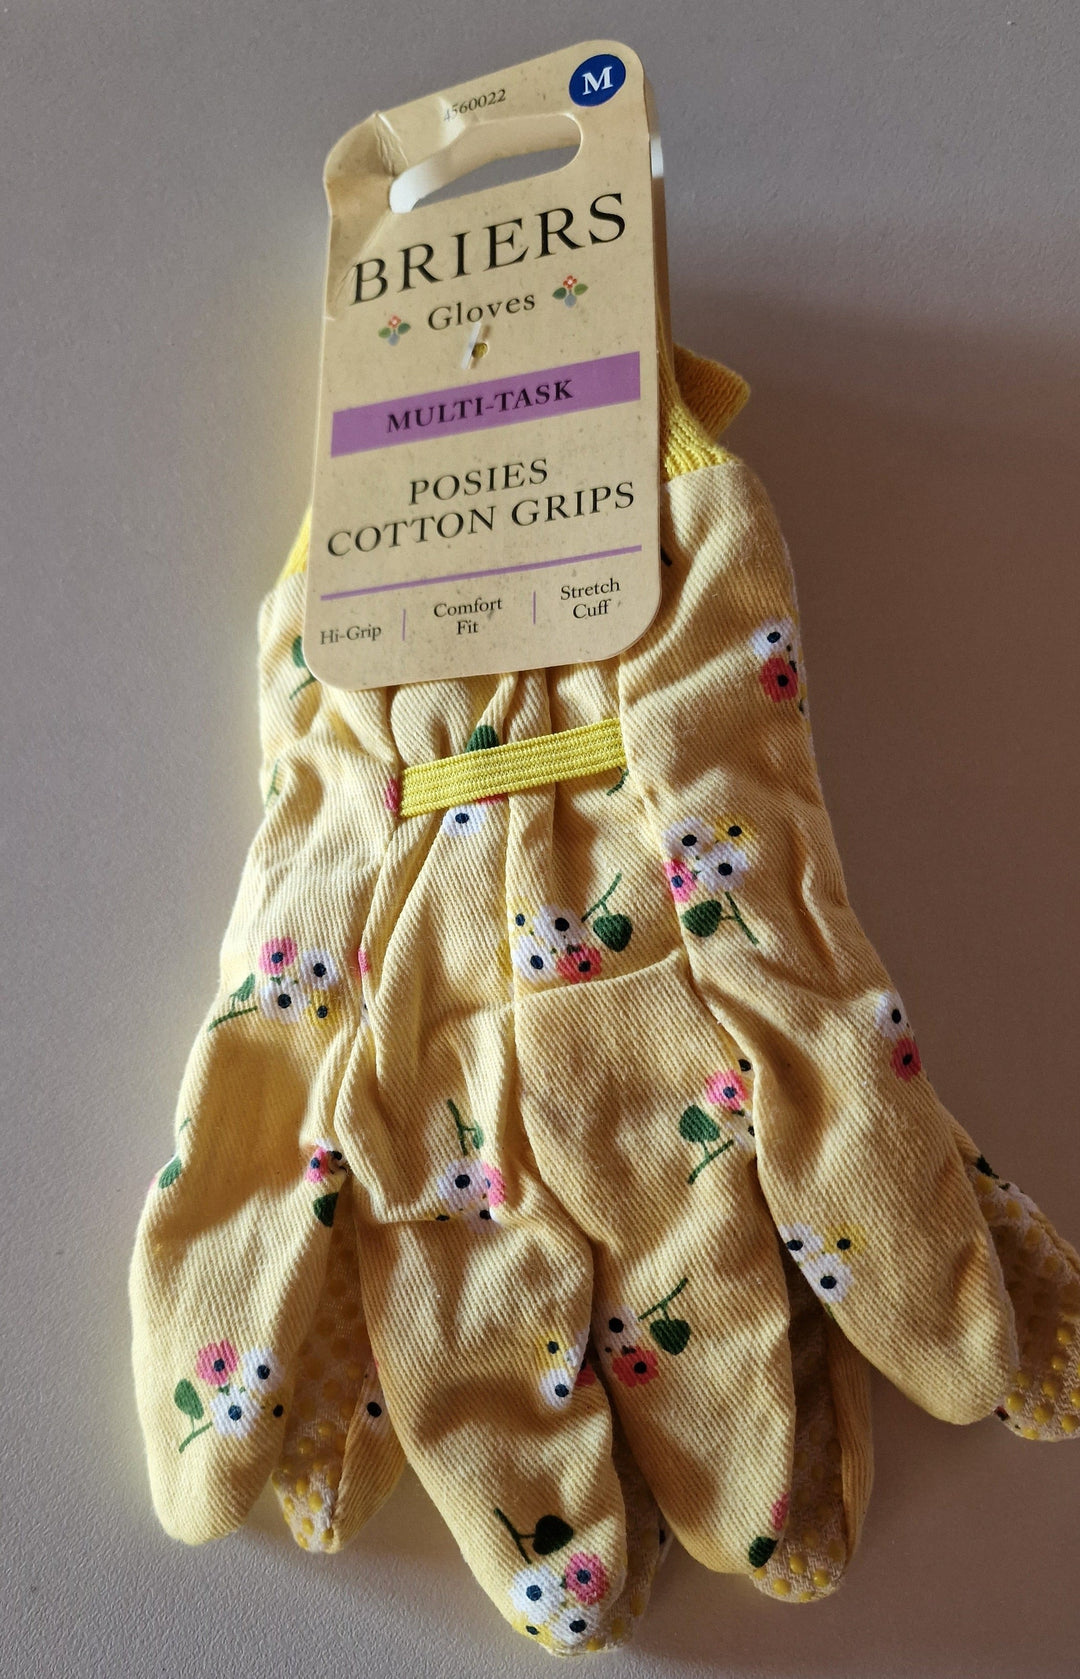 4560022
M
BRIERS
Gloves
MULTI-TASK
POSIES
COTTON GRIPS
Hi-Grip
Comfort
Fit
Stretch
Cuff